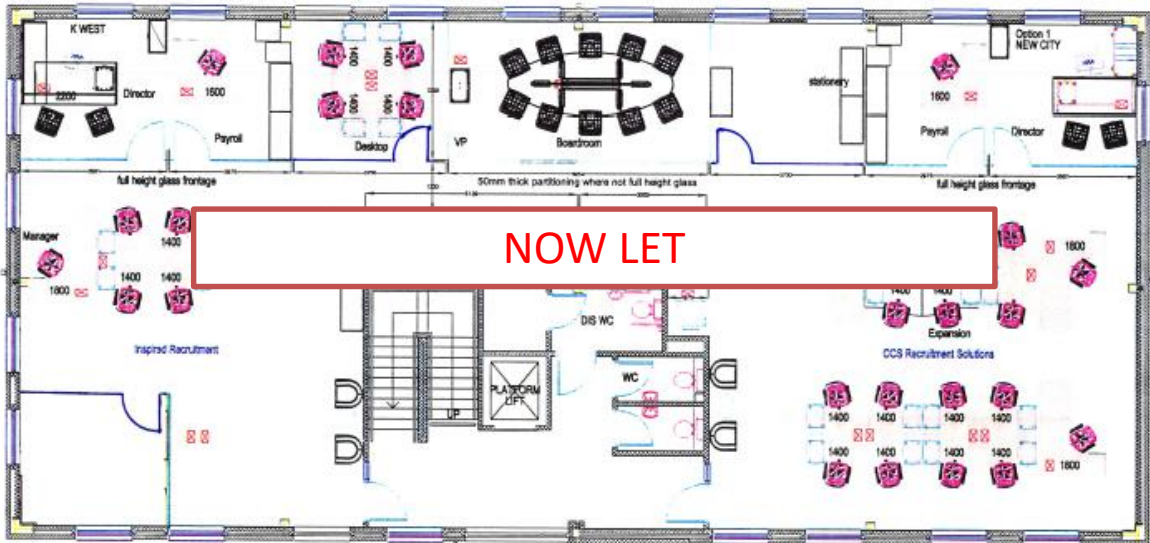 K WEST
Option 1
NEW CITY
1400
1400
2200
Director
1600
stationery
1600
1400
1400
Payroll
Desktop
VP
Boardroom
Payroll
Director
full height glass frontage
50mm thick partitioning where not full height glass
full height glass frontage
Manager
1400
NOW LET
1800
1400
1400
1800
1400
1400
DIS WC
Expansion
Inspired Recruitment
CCS Recruitment Solutions
WC
PLATFORM
LIFT
UP
1400
1400
1400
1400
1400
1400
1400
1400
1800